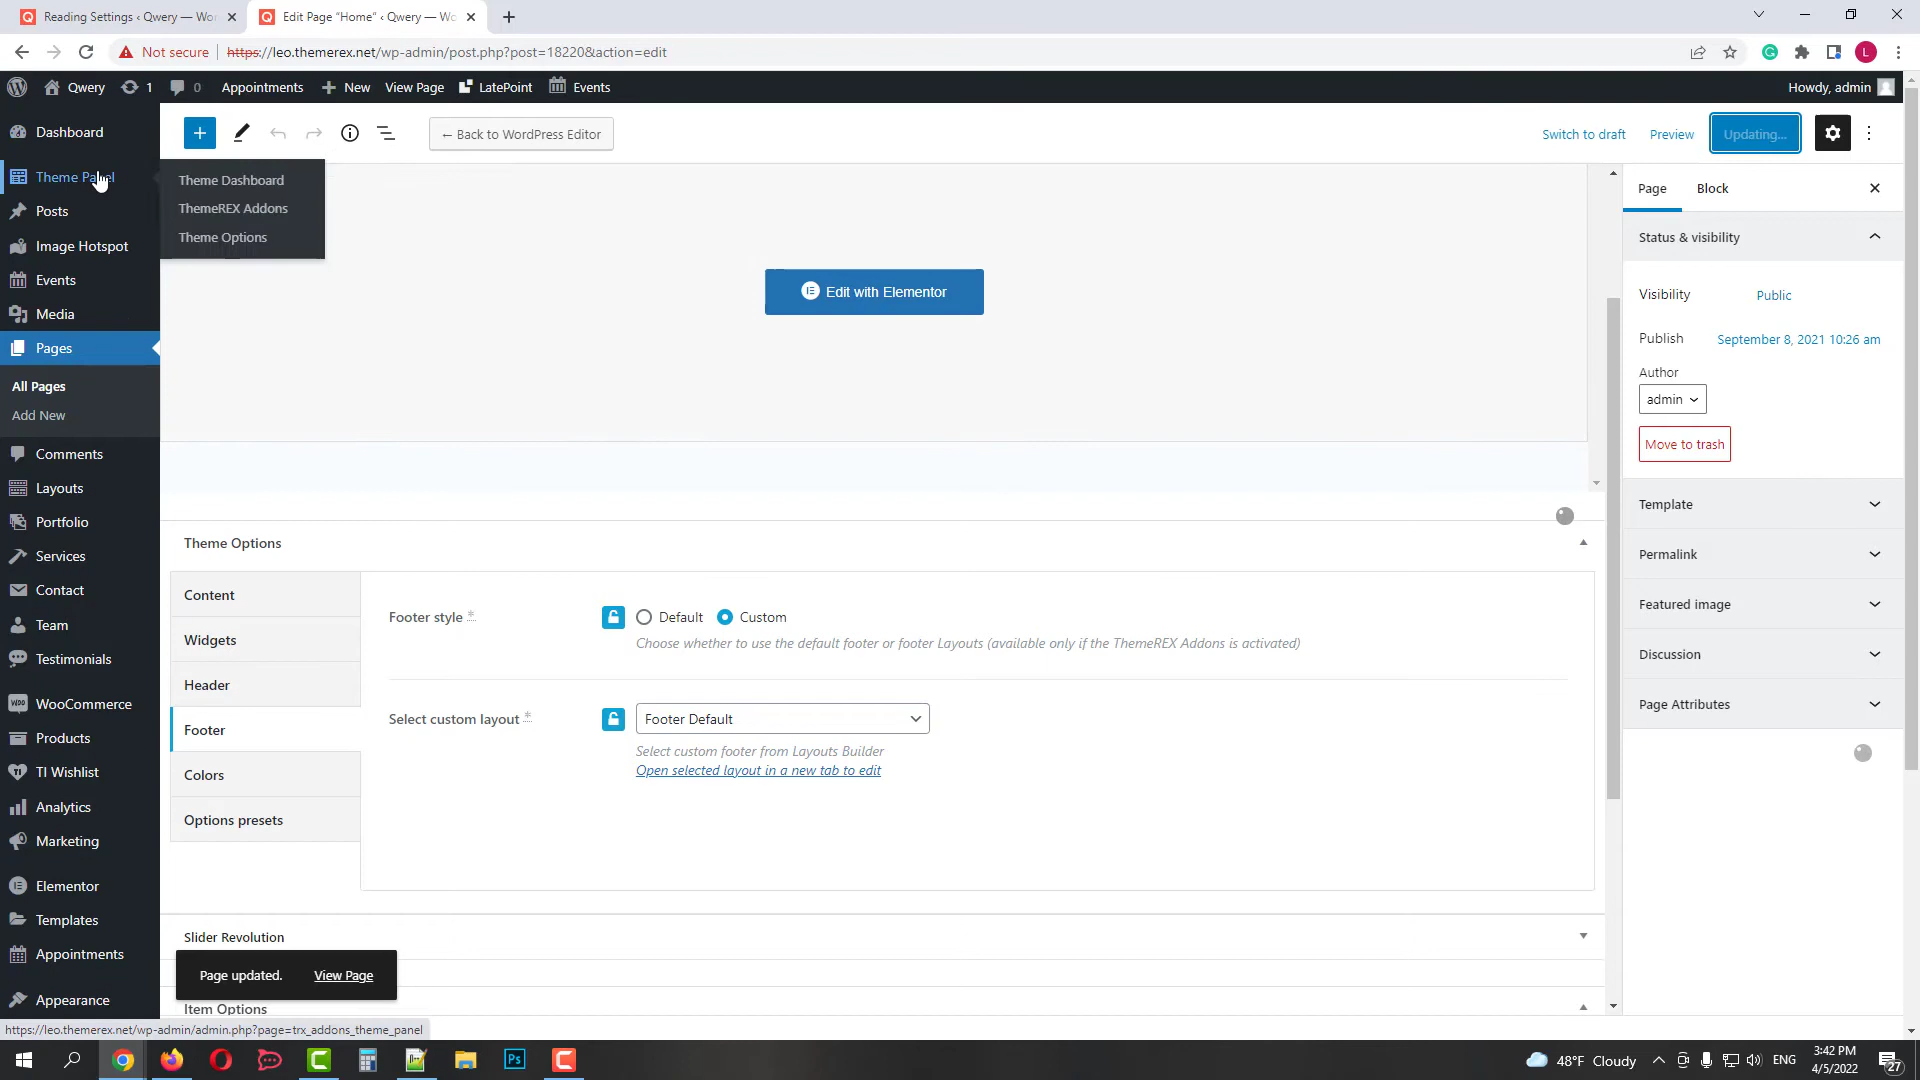 Reading Settings ‹ Qwery — Wor
Edit Page “Home” ‹ Qwery — Wo
Not secure
https://leo.themerex.net/wp-admin/post.php?post=18220&action=edit
L
Qwery
1
0
Appointments
New
View Page
LatePoint
Events
Howdy, admin
Dashboard
Theme Panel
Posts
Image Hotspot
Events
Media
Pages
All Pages
Add New
Comments
Layouts
Portfolio
Services
Contact
Team
Testimonials
WooCommerce
Products
TI Wishlist
Analytics
Marketing
Elementor
Templates
Appointments
Appearance
Theme Dashboard
ThemeREX Addons
Theme Options
← Back to WordPress Editor
Switch to draft
Preview
Updating...
Edit with Elementor
Theme Options
Content
Widgets
Header
Footer
Colors
Options presets
Footer style *
Default
Custom
Choose whether to use the default footer or footer Layouts (available only if the ThemeREX Addons is activated)
Select custom layout *
Footer Default
Select custom footer from Layouts Builder
Open selected layout in a new tab to edit
Slider Revolution
Page updated.
View Page
Item Options
Page
Block
Status & visibility
Visibility
Public
Publish
September 8, 2021 10:26 am
Author
admin
Move to trash
Template
Permalink
Featured image
Discussion
Page Attributes
https://leo.themerex.net/wp-admin/admin.php?page=trx_addons_theme_panel
Ps
48°F Cloudy
ENG
3:42 PM
4/5/2022
27